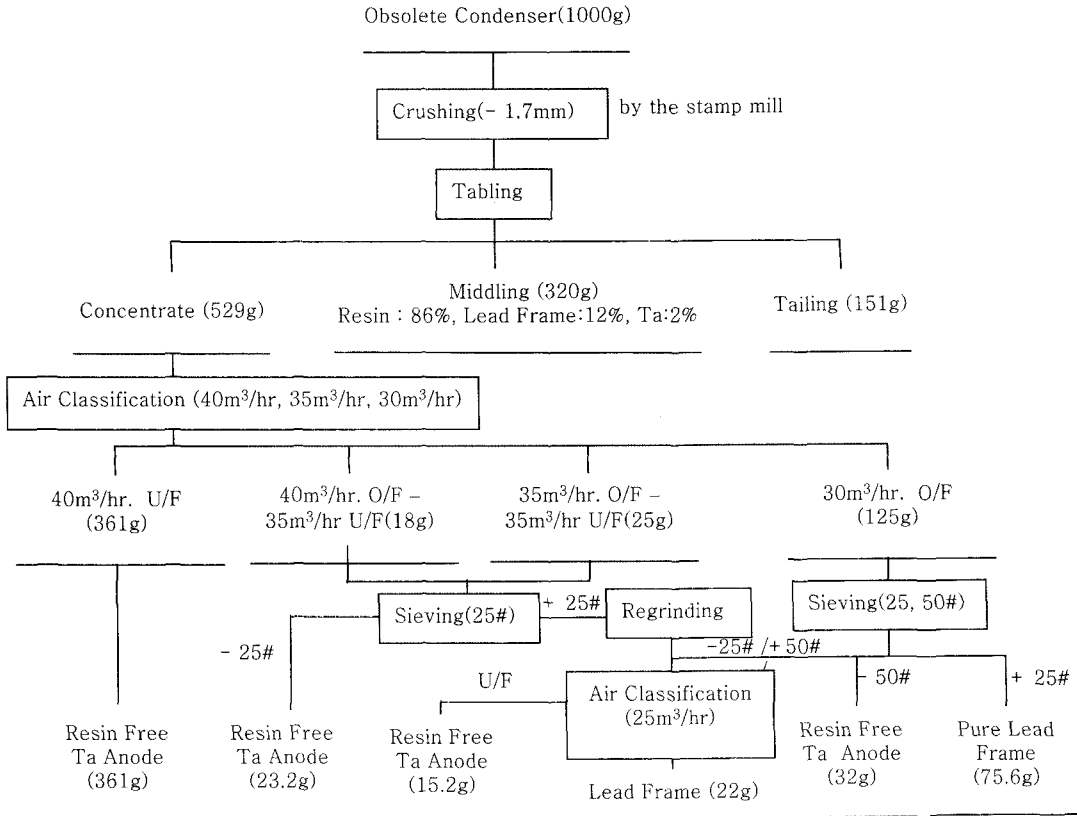 Obsolete Condenser(1000g)
Crushing(- 1.7mm)
by the stamp mill
Tabling
Concentrate (529g)
Middling (320g)
Resin : 86%, Lead Frame:12%, Ta:2%
Tailing (151g)
Air Classification (40m³/hr, 35m³/hr, 30m³/hr)
40m³/hr. U/F
(361g)
40m³/hr. O/F –
35m³/hr U/F(18g)
35m³/hr. O/F –
35m³/hr U/F(25g)
30m³/hr. O/F
(125g)
Sieving(25#)
+ 25#
Regrinding
Sieving(25, 50#)
- 25#
-25# /+ 50#
- 50#
+ 25#
U/F
Air Classification
(25m³/hr)
Resin Free
Ta Anode
(361g)
Resin Free
Ta Anode
(23.2g)
Resin Free
Ta Anode
(15.2g)
Lead Frame (22g)
Resin Free
Ta Anode
(32g)
Pure Lead
Frame
(75.6g)